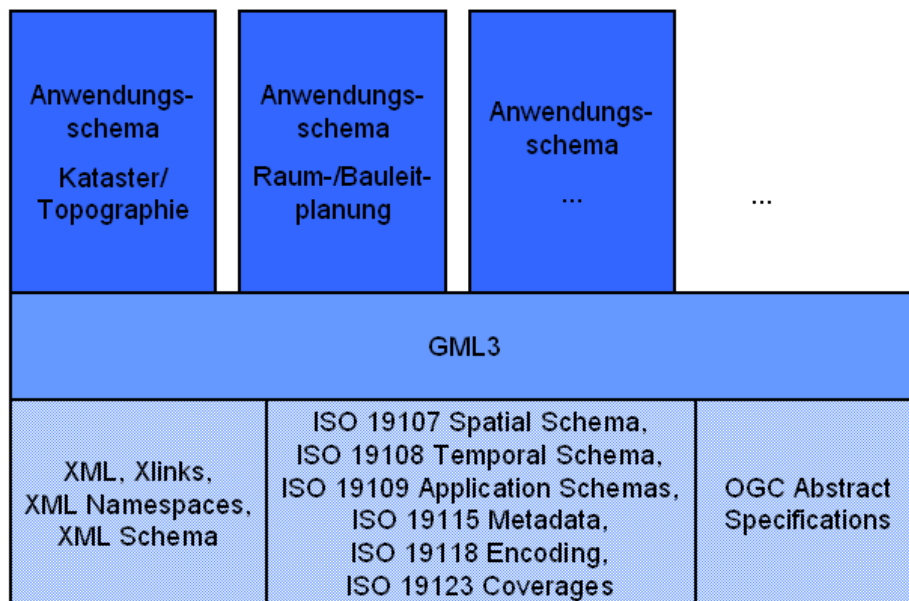 Anwendungs-
schema
Kataster/
Topographie
Anwendungs-
schema
Raum-/Bauleit-
planung
Anwendungs-
schema
...
...
GML3
XML, Xlinks,
XML Namespaces,
XML Schema
ISO 19107 Spatial Schema,
ISO 19108 Temporal Schema,
ISO 19109 Application Schemas,
ISO 19115 Metadata,
ISO 19118 Encoding,
ISO 19123 Coverages
OGC Abstract
Specifications